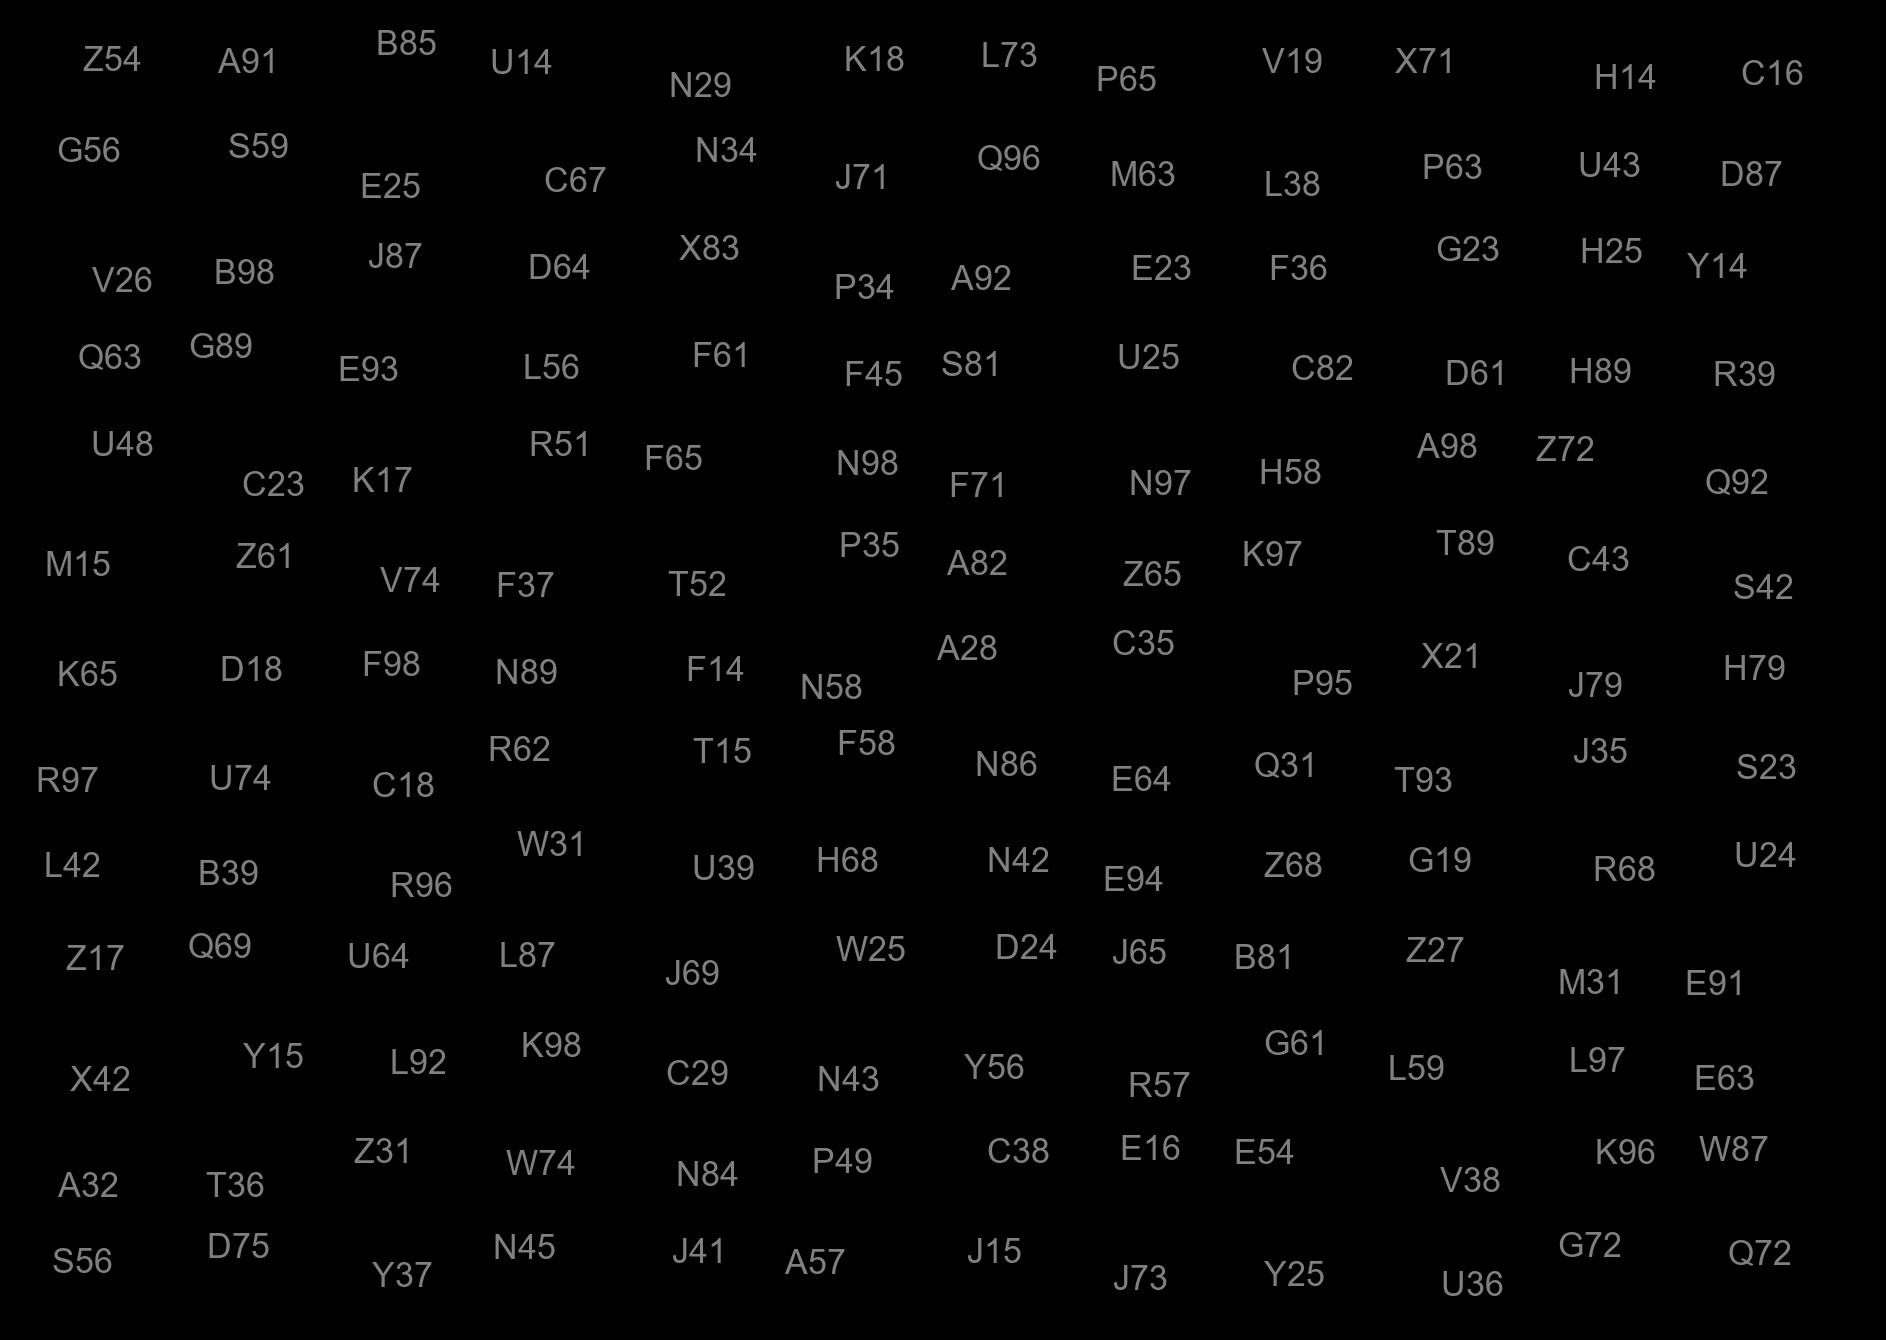 Z54 A91 B85 U14 N29 K18 L73 P65 V19 X71 H14 C16
G56 S59 E25 C67 N34 J71 Q96 M63 L38 P63 U43 D87
V26 B98 J87 D64 X83 P34 A92 E23 F36 G23 H25 Y14
Q63 G89 E93 L56 F61 F45 S81 U25 C82 D61 H89 R39
U48 C23 K17 R51 F65 N98 F71 N97 H58 A98 Z72 Q92
M15 Z61 V74 F37 T52 P35 A82 Z65 K97 T89 C43 S42
K65 D18 F98 N89 F14 N58 A28 C35 P95 X21 J79 H79
R97 U74 C18 R62 T15 F58 N86 E64 Q31 T93 J35 S23
L42 B39 R96 W31 U39 H68 N42 E94 Z68 G19 R68 U24
Z17 Q69 U64 L87 J69 W25 D24 J65 B81 Z27 M31 E91
X42 Y15 L92 K98 C29 N43 Y56 R57 G61 L59 L97 E63
A32 T36 Z31 W74 N84 P49 C38 E16 E54 V38 K96 W87
S56 D75 Y37 N45 J41 A57 J15 J73 Y25 U36 G72 Q72